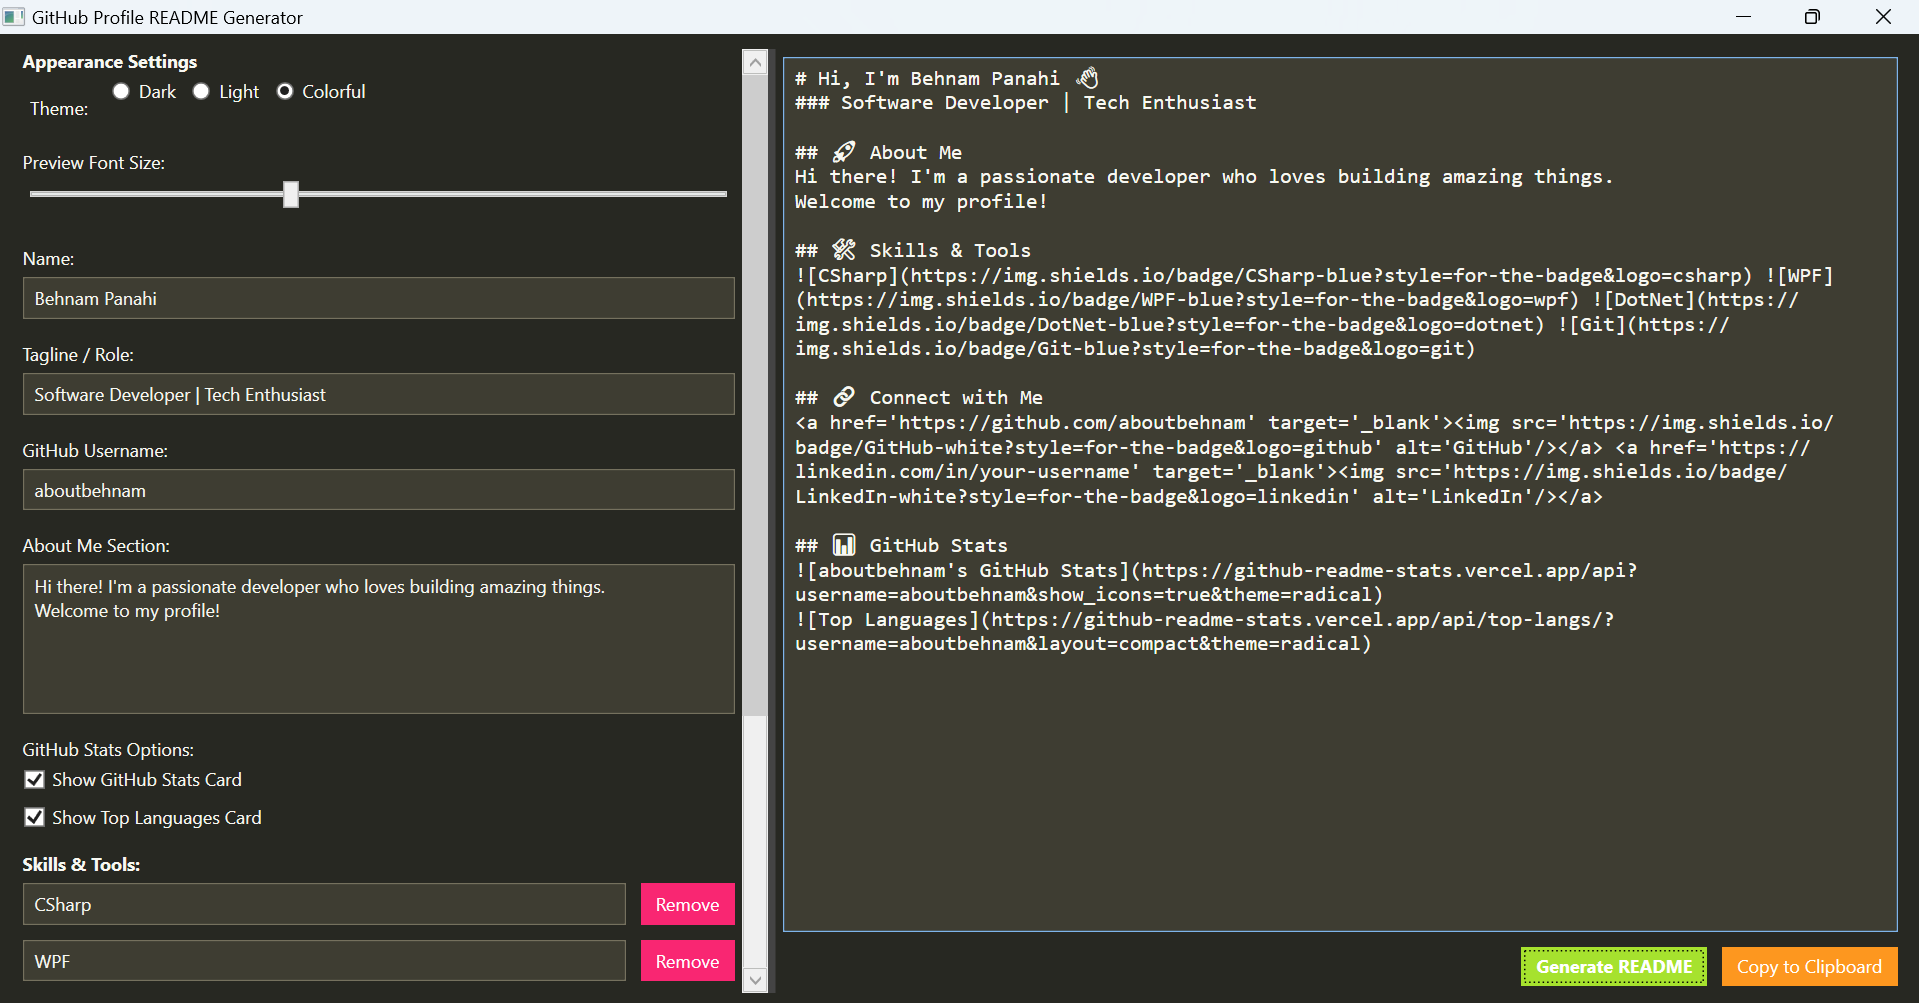 GitHub Profile README Generator
Appearance Settings
Theme:
Dark
Light
Colorful
Preview Font Size:
Name:
Behnam Panahi
Tagline / Role:
Software Developer | Tech Enthusiast
GitHub Username:
aboutbehnam
About Me Section:
Hi there! I'm a passionate developer who loves building amazing things.
Welcome to my profile!
GitHub Stats Options:
Show GitHub Stats Card
Show Top Languages Card
Skills & Tools:
CSharp
Remove
WPF
Remove
# Hi, I'm Behnam Panahi 👋
### Software Developer | Tech Enthusiast
## 🚀 About Me
Hi there! I'm a passionate developer who loves building amazing things.
Welcome to my profile!
## 🛠 Skills & Tools
![CSharp](https://img.shields.io/badge/CSharp-blue?style=for-the-badge&logo=csharp) ![WPF]
(https://img.shields.io/badge/WPF-blue?style=for-the-badge&logo=wpf) ![DotNet](https://
img.shields.io/badge/DotNet-blue?style=for-the-badge&logo=dotnet) ![Git](https://
img.shields.io/badge/Git-blue?style=for-the-badge&logo=git)
## 🔗 Connect with Me
<a href='https://github.com/aboutbehnam' target='_blank'><img src='https://img.shields.io/
badge/GitHub-white?style=for-the-badge&logo=github' alt='GitHub'/></a> <a href='https://
linkedin.com/in/your-username' target='_blank'><img src='https://img.shields.io/badge/
LinkedIn-white?style=for-the-badge&logo=linkedin' alt='LinkedIn'/></a>
## 📊 GitHub Stats
![aboutbehnam's GitHub Stats](https://github-readme-stats.vercel.app/api?
username=aboutbehnam&show_icons=true&theme=radical)
![Top Languages](https://github-readme-stats.vercel.app/api/top-langs/?
username=aboutbehnam&layout=compact&theme=radical)
Generate README
Copy to Clipboard